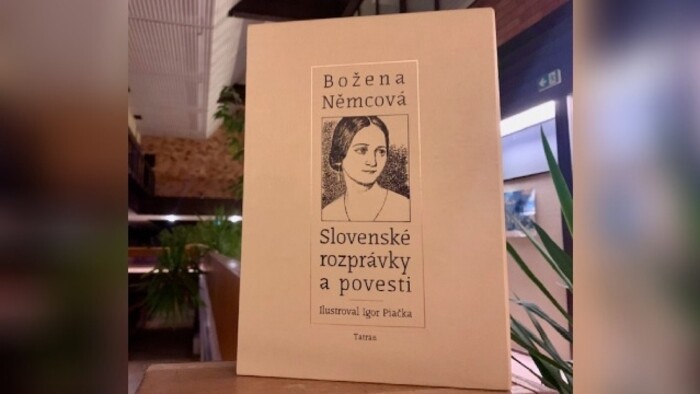 Božena
Němcová
Slovenské
rozprávky
a povesti
Ilustroval Igor Piačka
Tatran